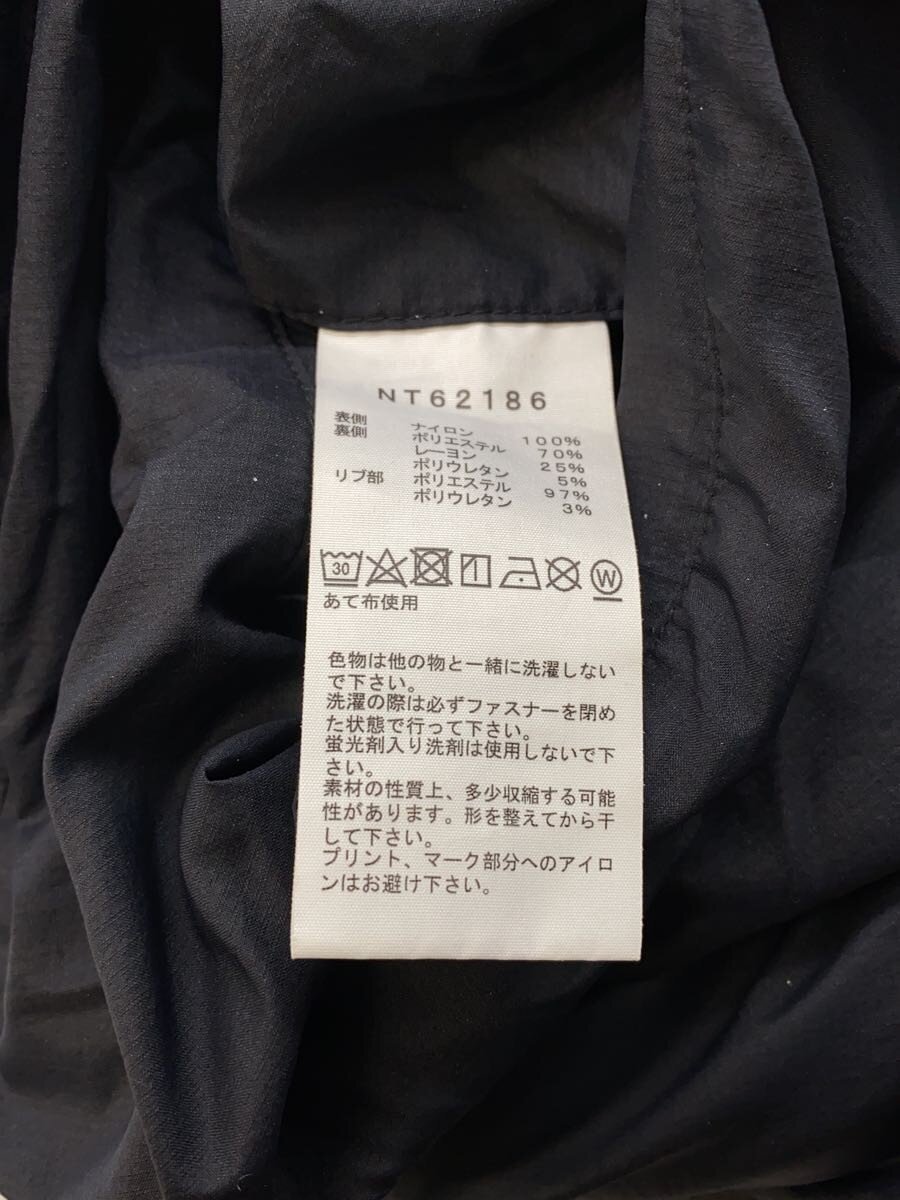 NT62186
表側 ナイロン 100%
裏側 ポリエステル 70%
レーヨン 25%
ポリウレタン 5%
リブ部 ポリエステル 97%
ポリウレタン 3%
30 W
あて布使用
色物は他の物と一緒に洗濯しない
で下さい。
洗濯の際は必ずファスナーを閉め
た状態で行って下さい。
蛍光剤入り洗剤は使用しないで下
さい。
素材の性質上、多少収縮する可能
性があります。形を整えてから干
して下さい。
プリント、マーク部分へのアイロ
ンはお避け下さい。